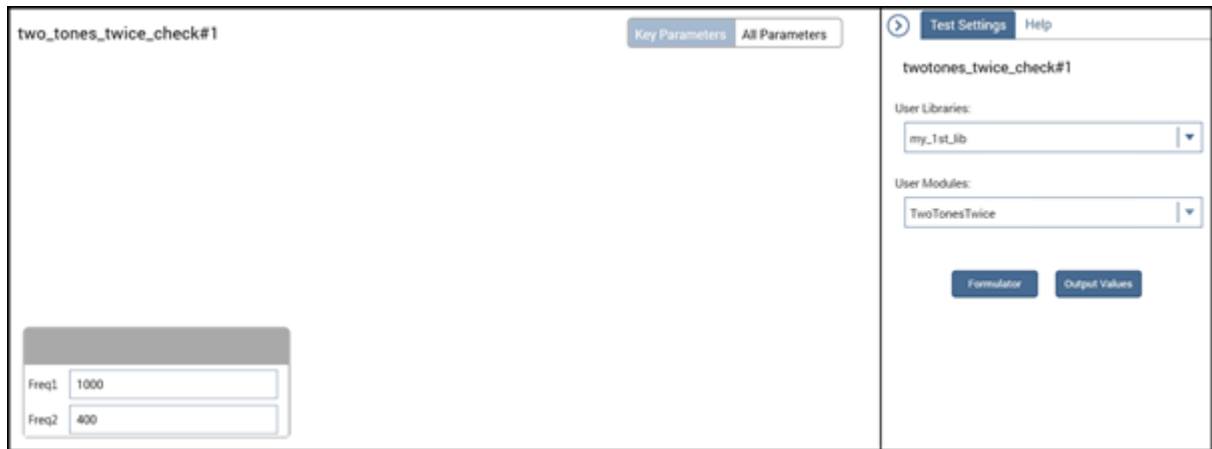 two_tones_twice_check#1
Key Parameters
All Parameters
Freq1
1000
Freq2
400
Test Settings
Help
twotones_twice_check#1
User Libraries:
my_1st_lib
User Modules:
TwoTonesTwice
Formulator
Output Values